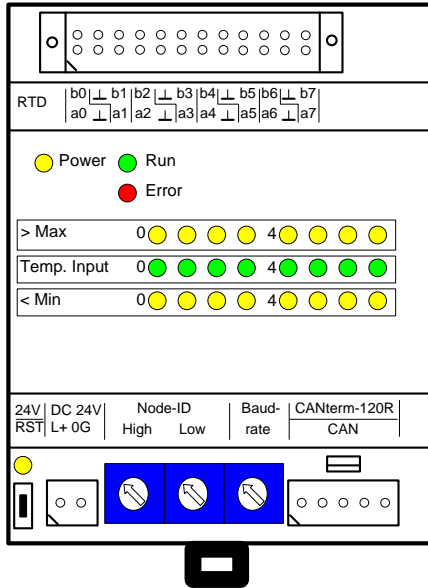 RTD b0 ⊥ b1 b2 ⊥ b3 b4 ⊥ b5 b6 ⊥ b7
a0 ⊥ a1 a2 ⊥ a3 a4 ⊥ a5 a6 ⊥ a7
Power Run
Error
> Max 0 4
Temp. Input 0 4
< Min 0 4
24V DC 24V Node-ID Baud- CANterm-120R
RST L+ 0G High Low rate CAN